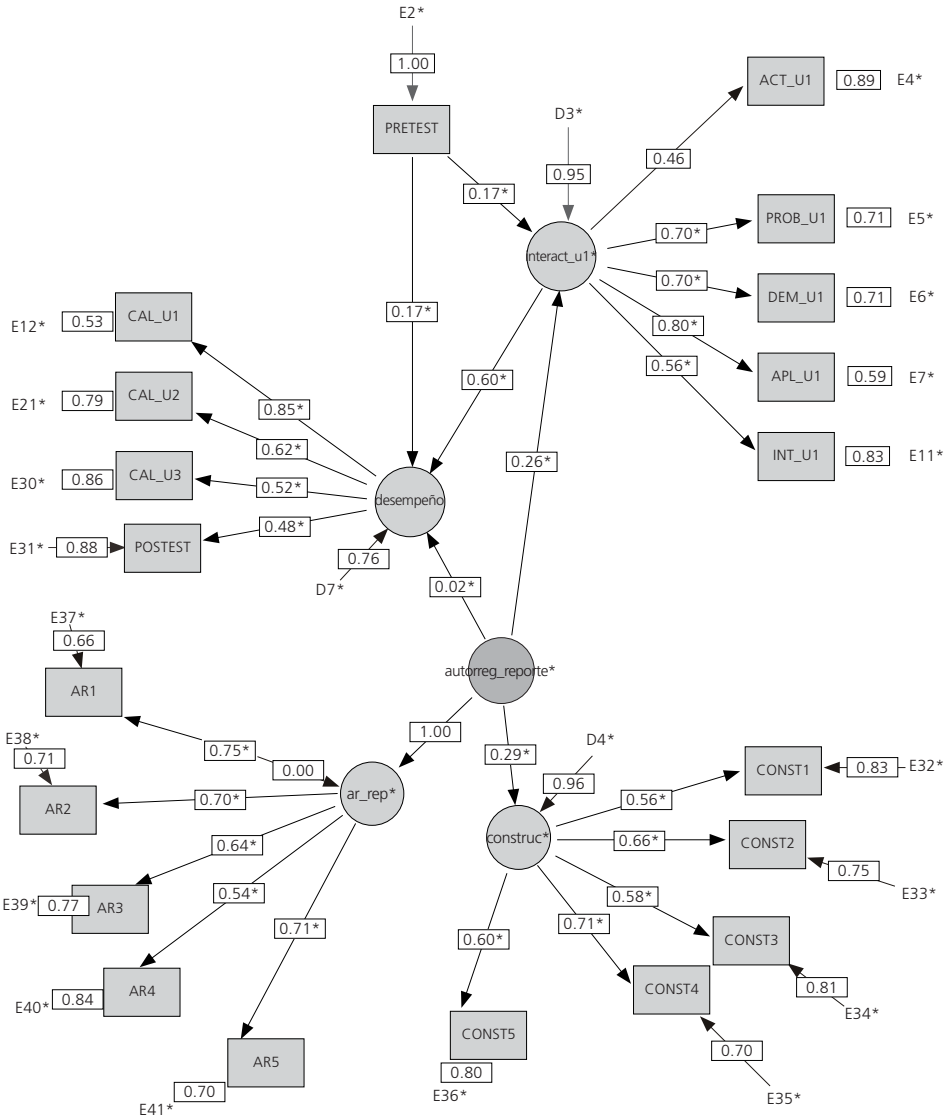 E2*
1.00
PRETEST
ACT_U1
0.89
E4*
D3*
0.46
0.95
0.17*
PROB_U1
0.71
E5*
0.70*
interact_u1*
0.70*
DEM_U1
0.71
E6*
0.17*
0.80*
E12*
0.53
CAL_U1
0.56*
APL_U1
0.59
E7*
0.60*
E21*
0.79
CAL_U2
0.85*
0.62*
INT_U1
0.83
E11*
0.26*
E30*
0.86
CAL_U3
0.52*
desempeño
0.48*
E31*
0.88
POSTEST
0.76
D7*
0.02*
E37*
0.66
autorreg_reporte*
AR1
1.00
E38*
0.71
0.75*
0.00
0.29*
D4*
CONST1
0.83
E32*
0.96
ar_rep*
0.70*
0.56*
AR2
construc*
0.66*
CONST2
0.64*
0.75
E33*
0.54*
0.58*
E39*
0.77
AR3
0.71*
0.60*
0.71*
CONST3
AR4
CONST4
0.81
E34*
E40*
0.84
CONST5
0.70
AR5
0.80
0.70
E36*
E35*
E41*